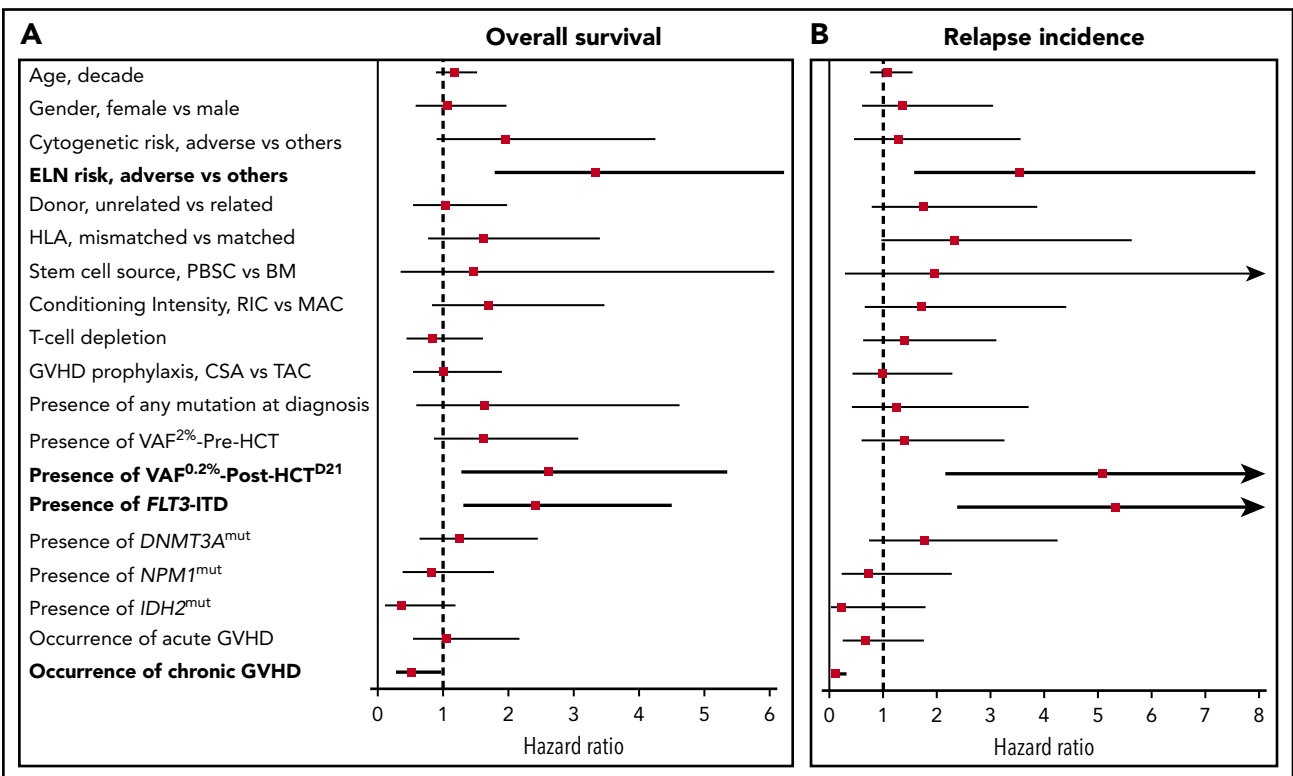 A Overall survival
B Relapse incidence
Age, decade
Gender, female vs male
Cytogenetic risk, adverse vs others
ELN risk, adverse vs others
Donor, unrelated vs related
HLA, mismatched vs matched
Stem cell source, PBSC vs BM
Conditioning Intensity, RIC vs MAC
T-cell depletion
GVHD prophylaxis, CSA vs TAC
Presence of any mutation at diagnosis
Presence of VAF2%-Pre-HCT
Presence of VAF0.2%-Post-HCTD21
Presence of FLT3-ITD
Presence of DNMT3Amut
Presence of NPM1mut
Presence of IDH2mut
Occurrence of acute GVHD
Occurrence of chronic GVHD
0 1 2 3 4 5 6
Hazard ratio
0 1 2 3 4 5 6 7 8
Hazard ratio